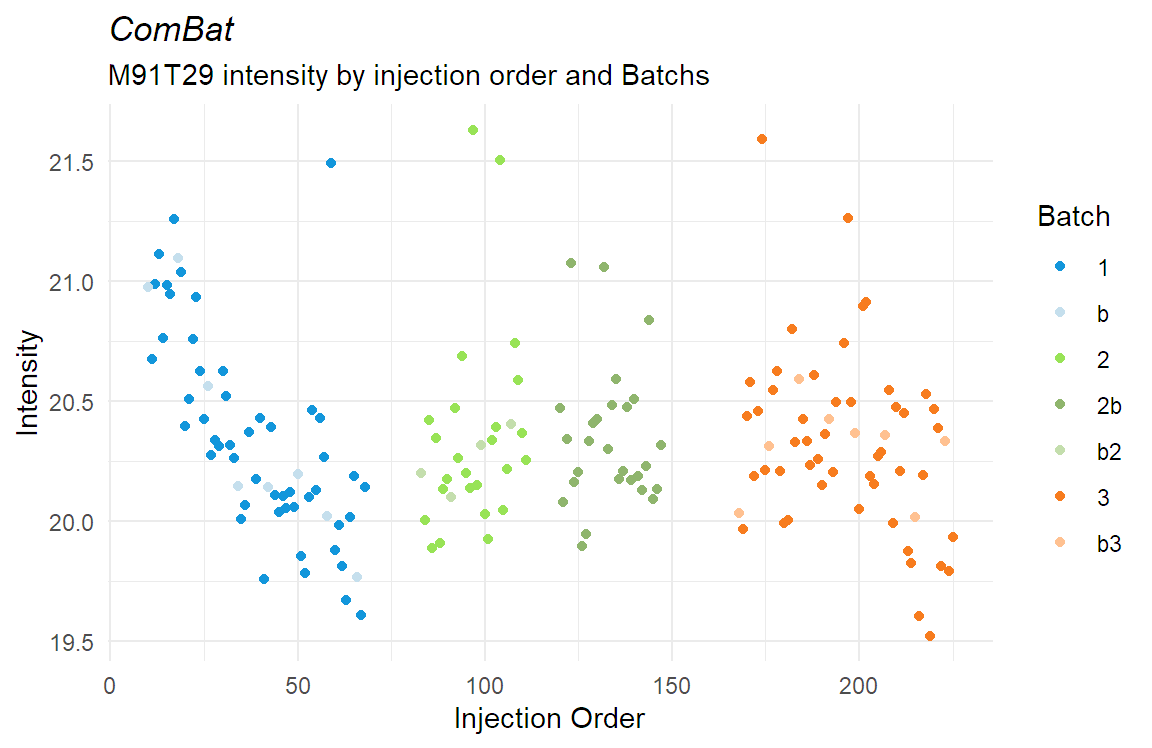 ComBat
M91T29 intensity by injection order and Batchs
21.5
21.0
20.5
20.0
19.5
Intensity
0 50 100 150 200
Injection Order
Batch
1
b
2
2b
b2
3
b3